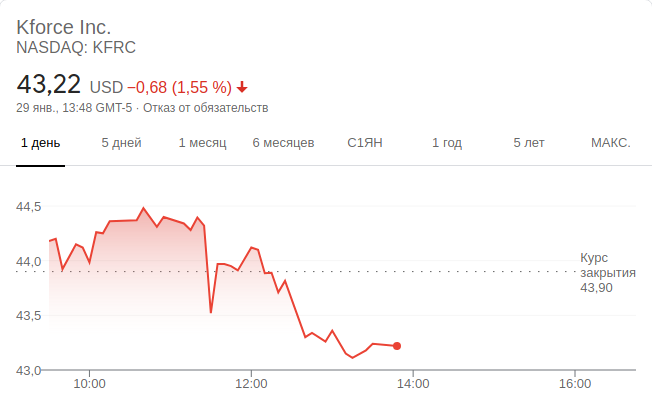 Kforce Inc.
NASDAQ: KFRC
43,22 USD −0,68 (1,55 %)
29 янв., 13:48 GMT-5 · Отказ от обязательств
1 день 5 дней 1 месяц 6 месяцев С1ЯН 1 год 5 лет МАКС.
44,5
44,0
43,5
43,0
Курс
закрытия
43,90
10:00 12:00 14:00 16:00